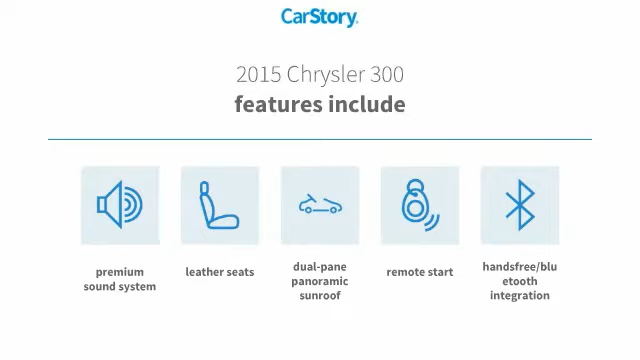 CarStory.
2015 Chrysler 300
features include
premium
sound system
leather seats
dual-pane
panoramic
sunroof
remote start
handsfree/blu
etooth
integration